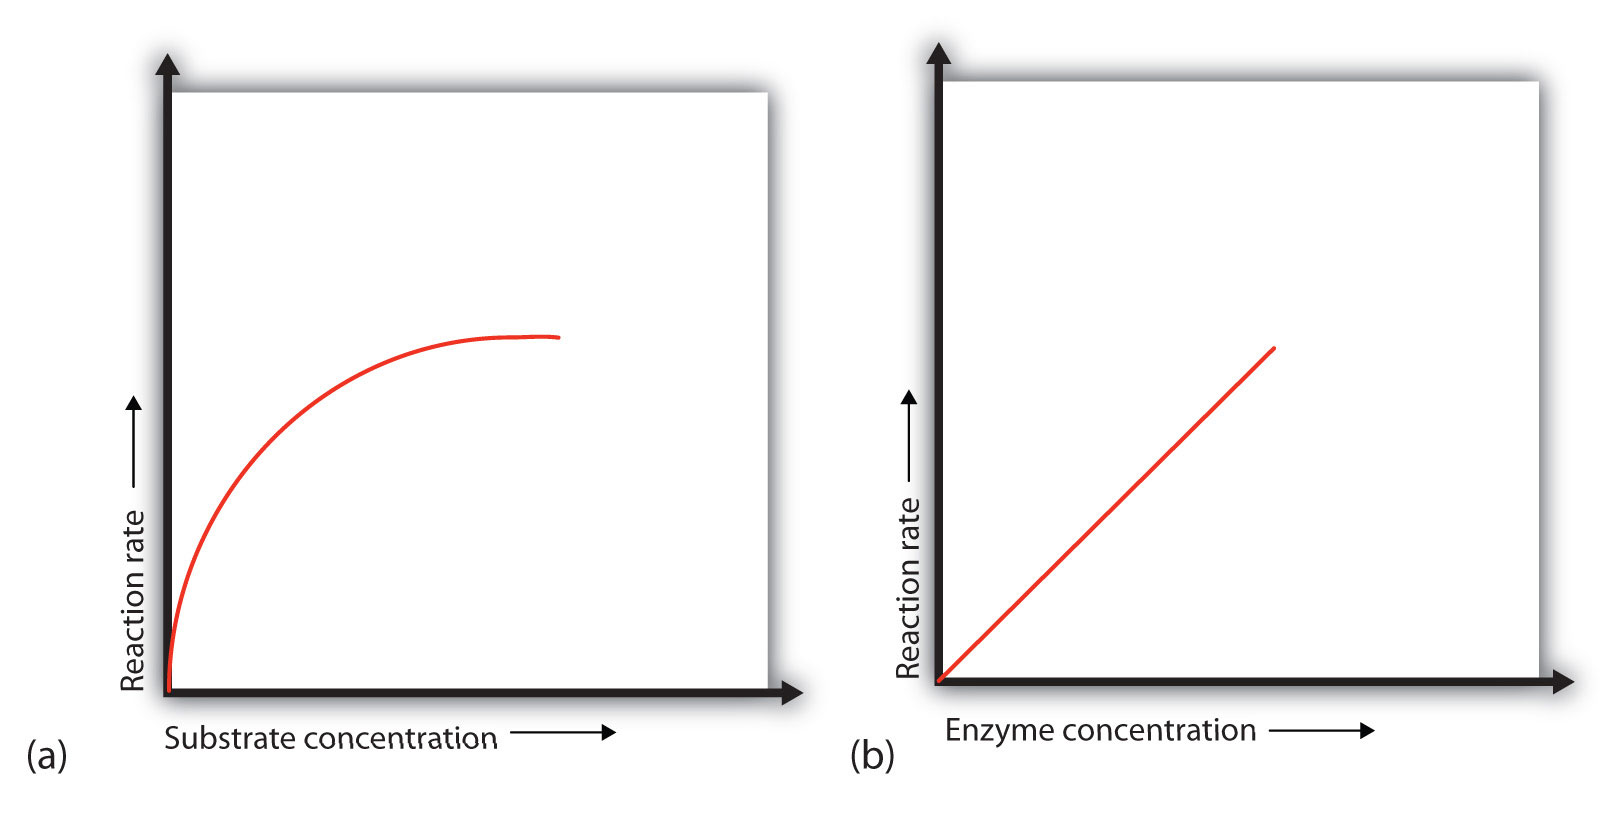 Reaction rate
Substrate concentration
(a)
Reaction rate
Enzyme concentration
(b)